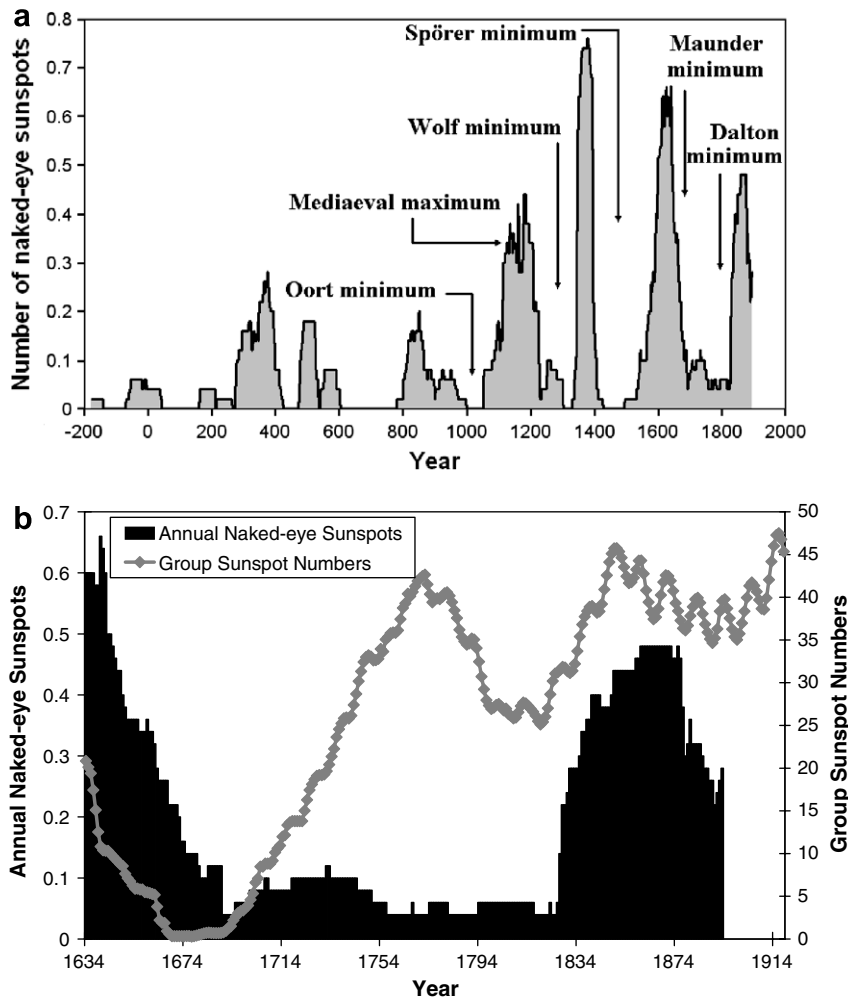 a
Number of naked-eye sunspots
0.8
0.7
0.6
0.5
0.4
0.3
0.2
0.1
0
Spörer minimum
Maunder
minimum
Wolf minimum
Dalton
minimum
Mediaeval maximum
Oort minimum
-200 0 200 400 600 800 1000 1200 1400 1600 1800 2000
Year
b
Annual Naked-eye Sunspots
0.7
0.6
0.5
0.4
0.3
0.2
0.1
0
Annual Naked-eye Sunspots
Group Sunspot Numbers
50
45
40
35
30
25
20
15
10
5
0
Group Sunspot Numbers
1634 1674 1714 1754 1794 1834 1874 1914
Year